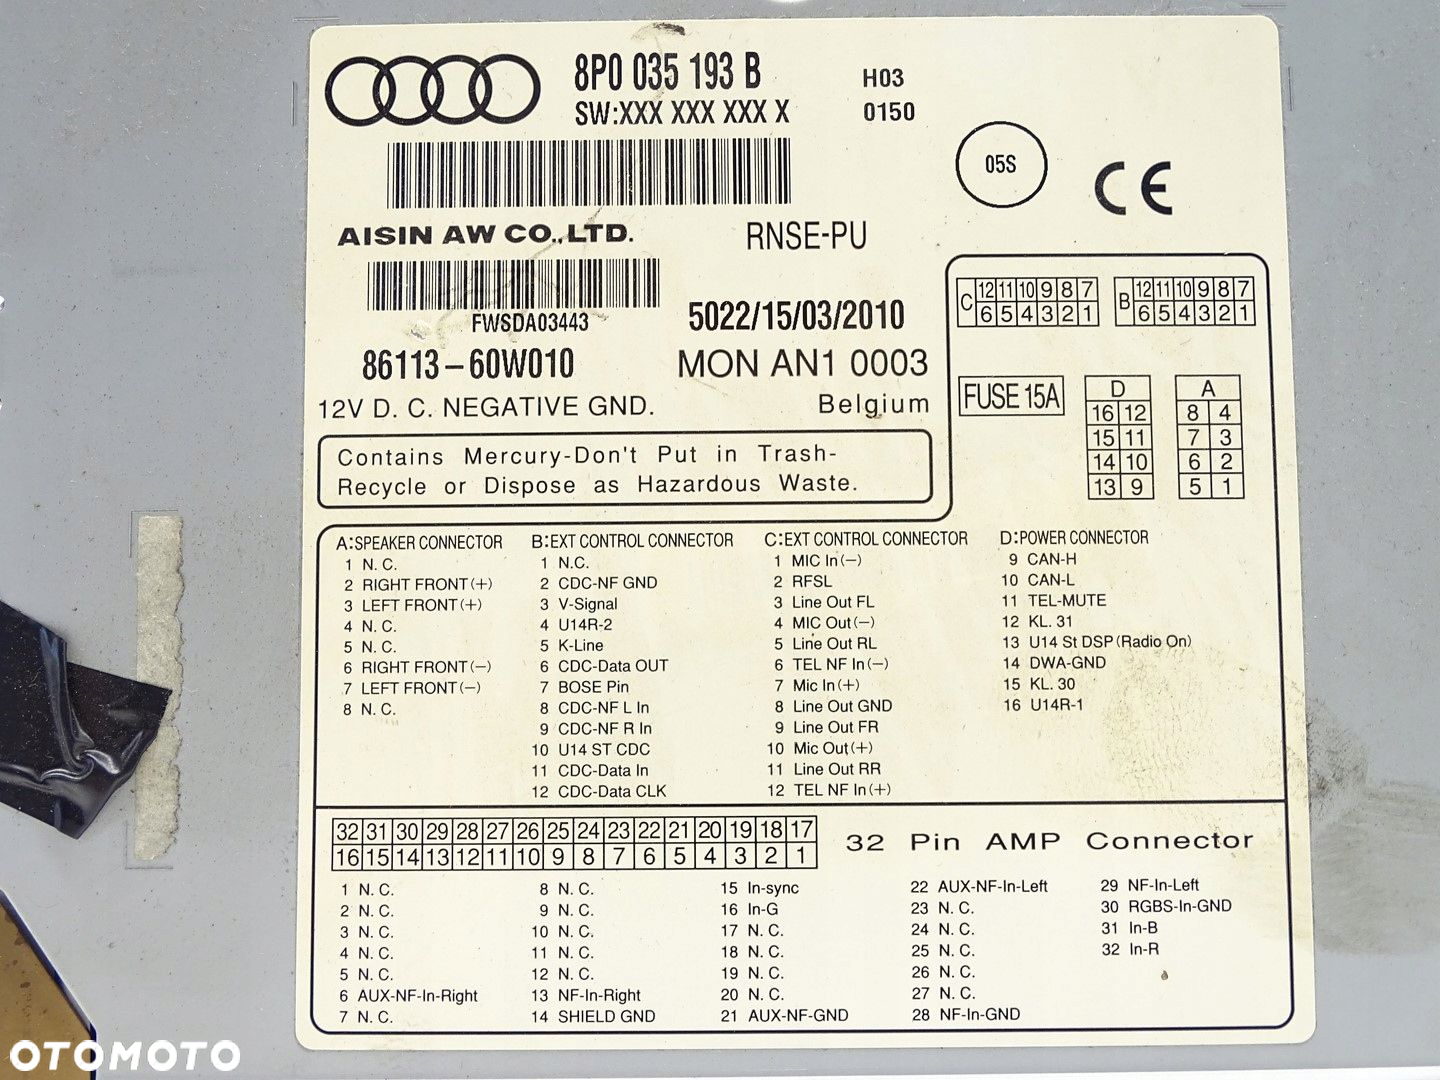 8P0 035 193 B
H03
SW:XXX XXX XXX X
0150
05S
CE
AISIN AW CO.,LTD.
RNSE-PU
FWSDA03443
5022/15/03/2010
86113-60W010
MON AN1 0003
12V D. C. NEGATIVE GND.
Belgium
C 12 11 10 9 8 7
6 5 4 3 2 1
B 12 11 10 9 8 7
6 5 4 3 2 1
FUSE 15A
D
16 12
15 11
14 10
13 9
A
8 4
7 3
6 2
5 1
Contains Mercury-Don't Put in Trash-
Recycle or Dispose as Hazardous Waste.
A:SPEAKER CONNECTOR
1 N. C.
2 RIGHT FRONT(+)
3 LEFT FRONT(+)
4 N. C.
5 N. C.
6 RIGHT FRONT(-)
7 LEFT FRONT(-)
8 N. C.
B:EXT CONTROL CONNECTOR
1 N.C.
2 CDC-NF GND
3 V-Signal
4 U14R-2
5 K-Line
6 CDC-Data OUT
7 BOSE Pin
8 CDC-NF L In
9 CDC-NF R In
10 U14 ST CDC
11 CDC-Data In
12 CDC-Data CLK
C:EXT CONTROL CONNECTOR
1 MIC In(-)
2 RFSL
3 Line Out FL
4 MIC Out(-)
5 Line Out RL
6 TEL NF In(-)
7 Mic In(+)
8 Line Out GND
9 Line Out FR
10 Mic Out(+)
11 Line Out RR
12 TEL NF In(+)
D:POWER CONNECTOR
9 CAN-H
10 CAN-L
11 TEL-MUTE
12 KL. 31
13 U14 St DSP(Radio On)
14 DWA-GND
15 KL. 30
16 U14R-1
32 31 30 29 28 27 26 25 24 23 22 21 20 19 18 17
16 15 14 13 12 11 10 9 8 7 6 5 4 3 2 1
32 Pin AMP Connector
1 N. C.
2 N. C.
3 N. C.
4 N. C.
5 N. C.
6 AUX-NF-In-Right
7 N. C.
8 N. C.
9 N. C.
10 N. C.
11 N. C.
12 N. C.
13 NF-In-Right
14 SHIELD GND
15 In-sync
16 In-G
17 N. C.
18 N. C.
19 N. C.
20 N. C.
21 AUX-NF-GND
22 AUX-NF-In-Left
23 N. C.
24 N. C.
25 N. C.
26 N. C.
27 N. C.
28 NF-In-GND
29 NF-In-Left
30 RGBS-In-GND
31 In-B
32 In-R
OTOMOTO